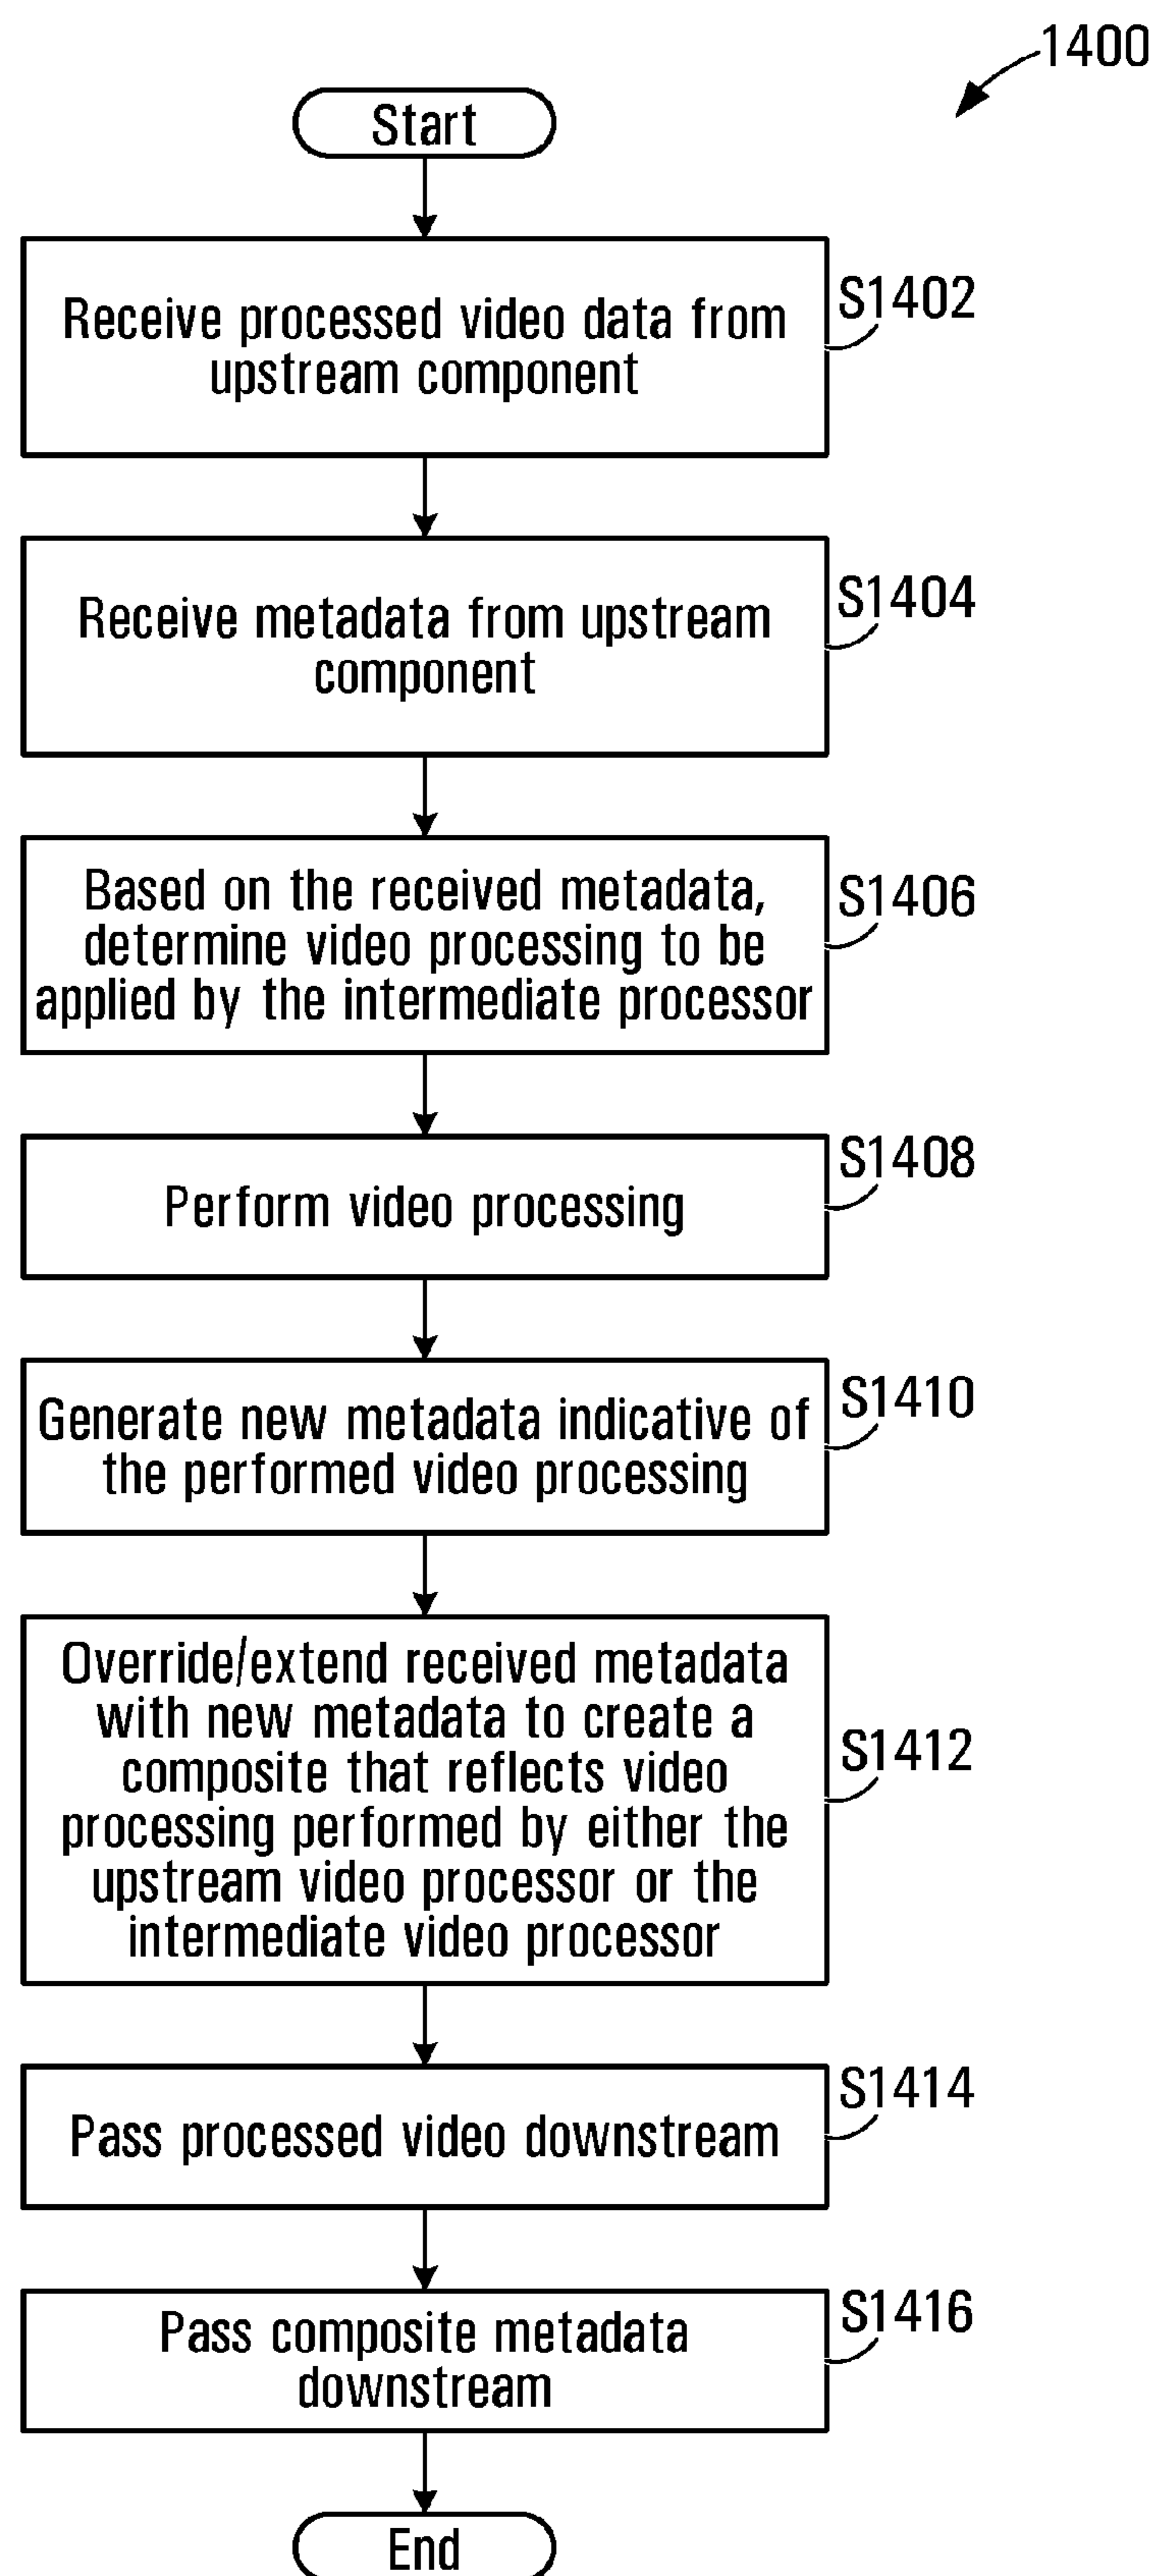 1400
Start
Receive processed video data from
upstream component
S1402
Receive metadata from upstream
component
S1404
Based on the received metadata,
determine video processing to be
applied by the intermediate processor
S1406
Perform video processing
S1408
Generate new metadata indicative of
the performed video processing
S1410
Override/extend received metadata
with new metadata to create a
composite that reflects video
processing performed by either the
upstream video processor or the
intermediate video processor
S1412
Pass processed video downstream
S1414
Pass composite metadata
downstream
S1416
End